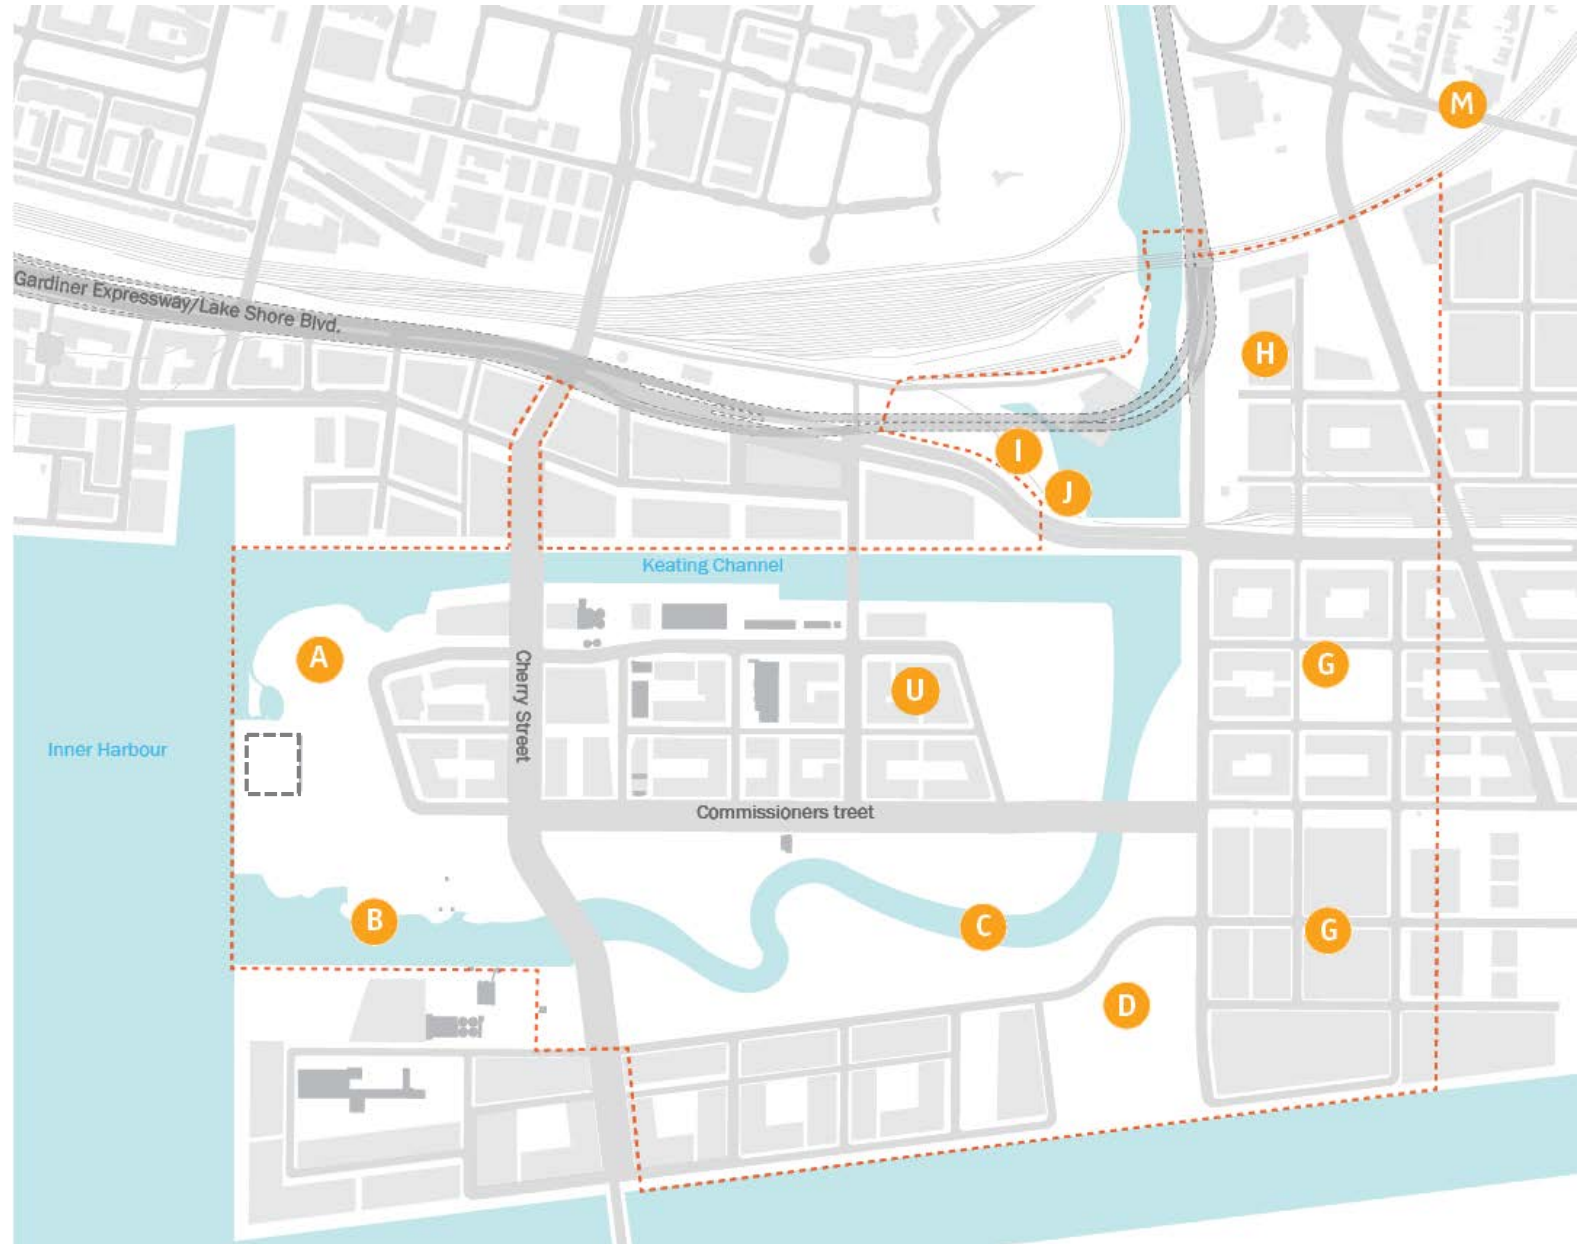 M
Gardiner Expressway/Lake Shore Blvd.
H
I
J
Keating Channel
A
Cherry Street
G
U
Inner Harbour
Commissioners treet
B
C
G
D